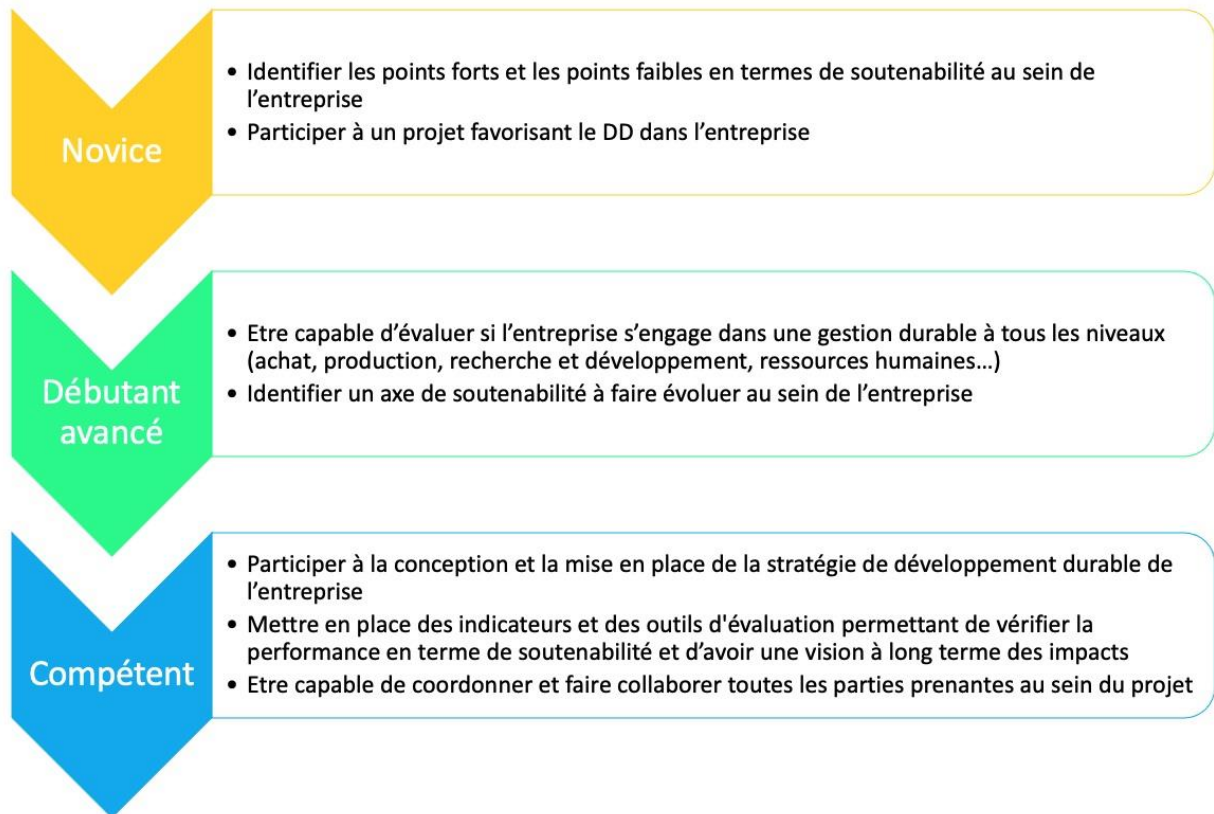 Novice
• Identifier les points forts et les points faibles en termes de soutenabilité au sein de
l’entreprise
• Participer à un projet favorisant le DD dans l’entreprise
Débutant
avancé
• Etre capable d’évaluer si l’entreprise s’engage dans une gestion durable à tous les niveaux
(achat, production, recherche et développement, ressources humaines…)
• Identifier un axe de soutenabilité à faire évoluer au sein de l’entreprise
Compétent
• Participer à la conception et la mise en place de la stratégie de développement durable de
l’entreprise
• Mettre en place des indicateurs et des outils d'évaluation permettant de vérifier la
performance en terme de soutenabilité et d’avoir une vision à long terme des impacts
• Etre capable de coordonner et faire collaborer toutes les parties prenantes au sein du projet